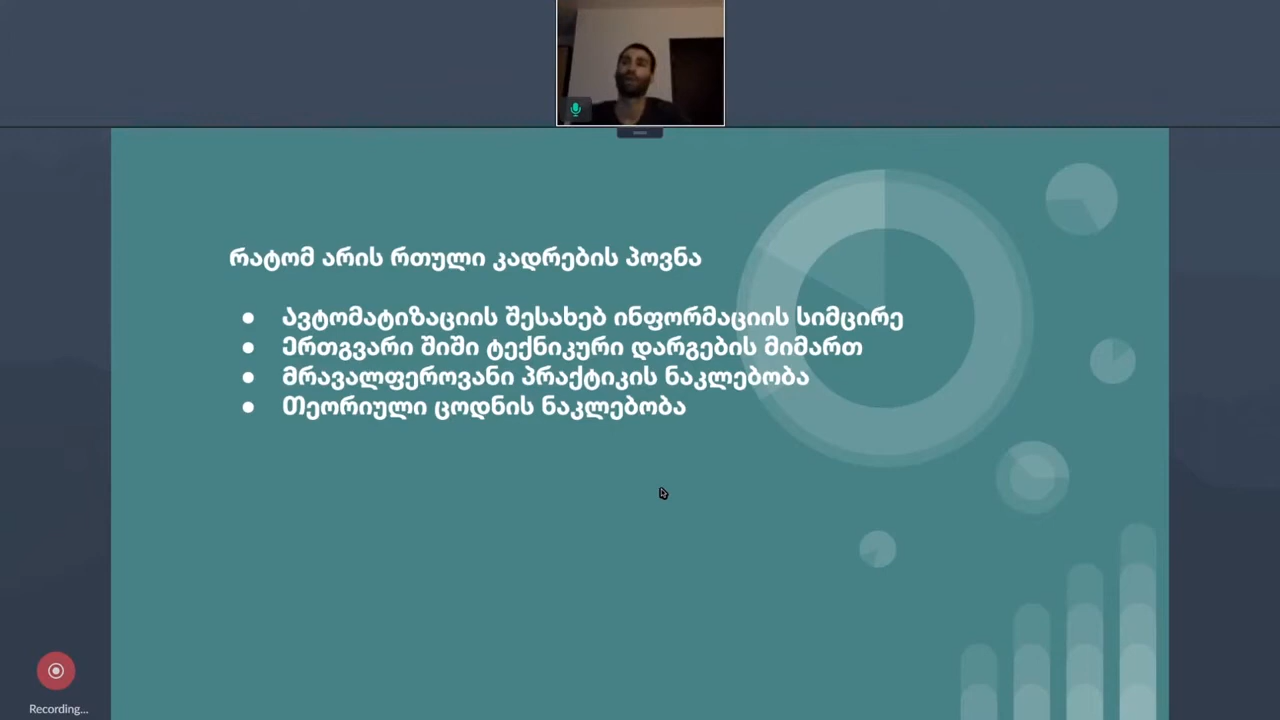 რატომ არის რთული კადრების პოვნა
● ავტომატიზაციის შესახებ ინფორმაციის სიმცირე
● ერთგვარი შიში ტექნიკური დარგების მიმართ
● მრავალფეროვანი პრაქტიკის ნაკლებობა
● თეორიული ცოდნის ნაკლებობა
Recording...